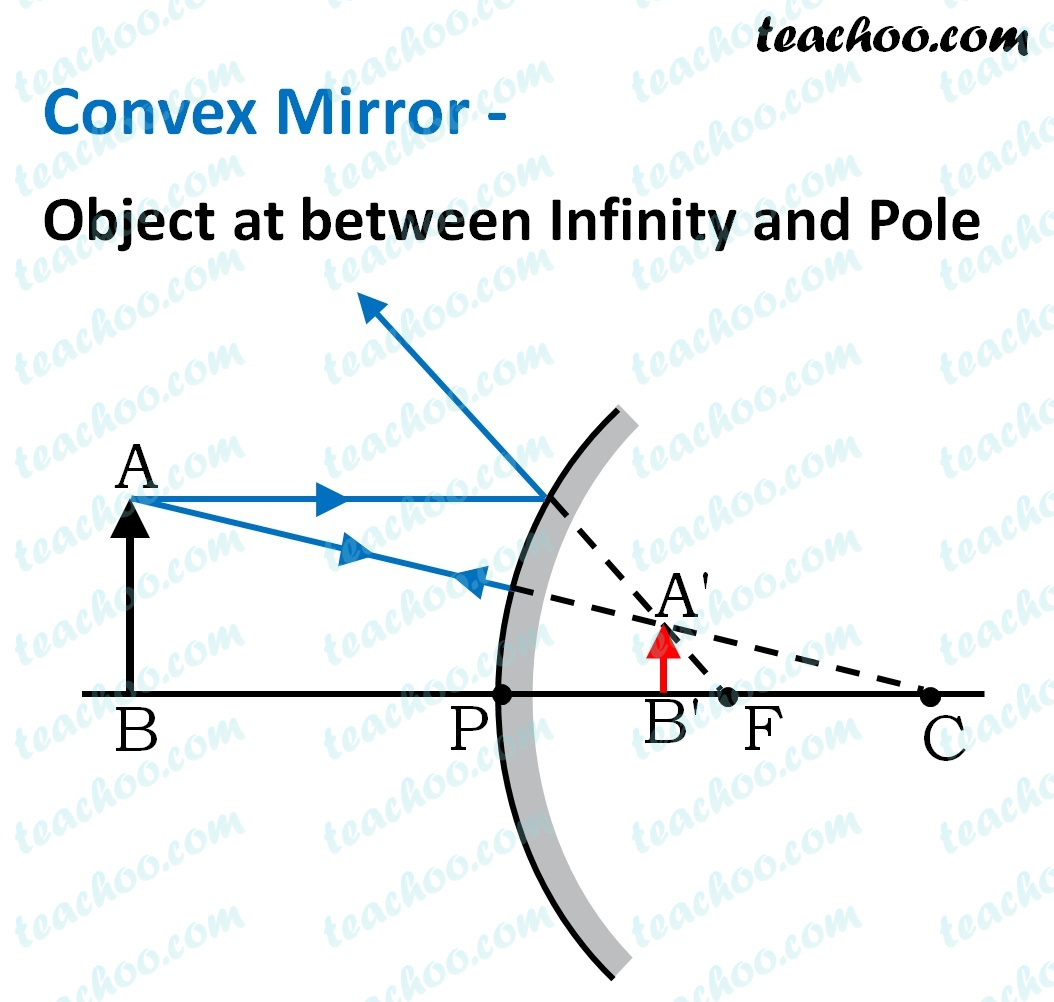 teachoo.com
Convex Mirror -
Object at between Infinity and Pole
A
A'
B
P
B'
F
C